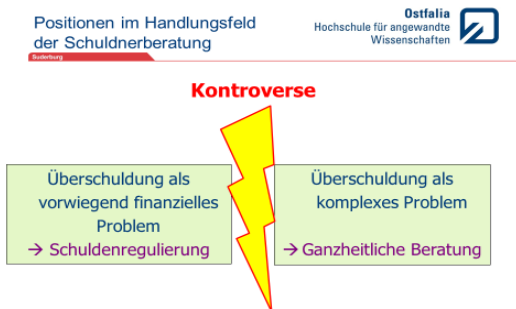 Positionen im Handlungsfeld
der Schuldnerberatung
Ostfalia
Hochschule für angewandte
Wissenschaften
Suderburg
Kontroverse
Überschuldung als
vorwiegend finanzielles
Problem
→ Schuldenregulierung
Überschuldung als
komplexes Problem
→ Ganzheitliche Beratung